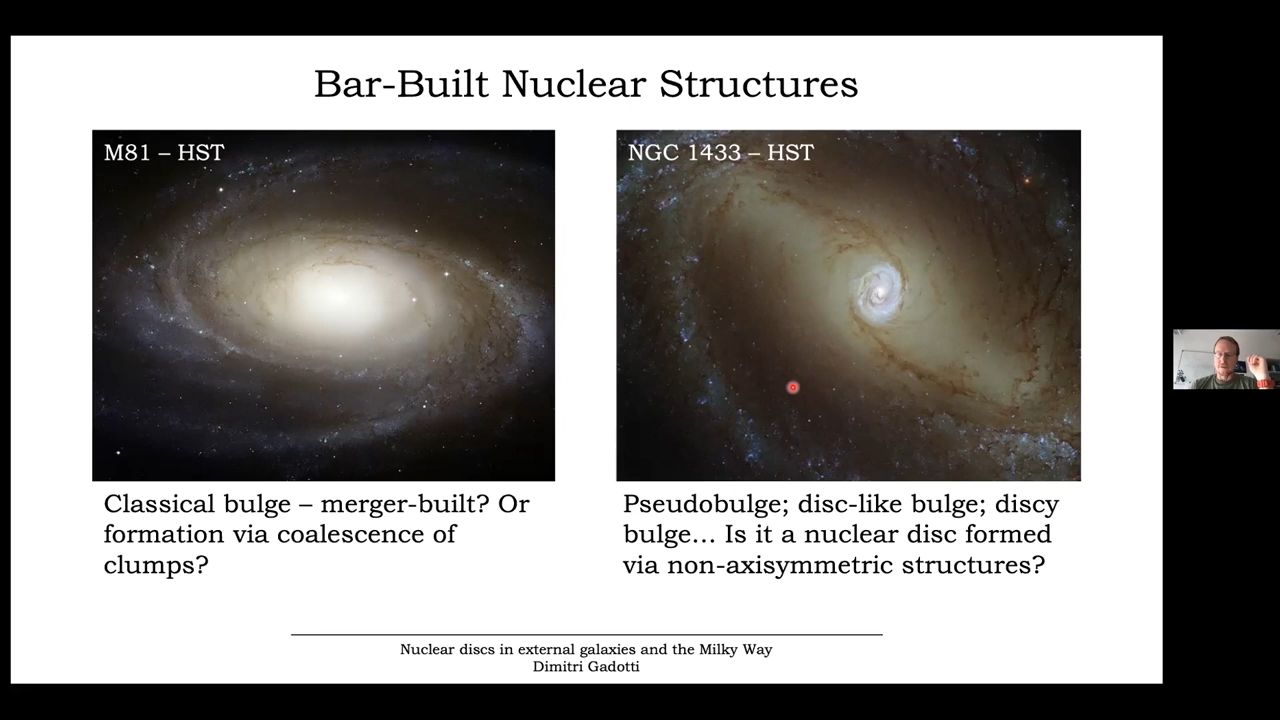 Bar-Built Nuclear Structures
M81 – HST
NGC 1433 – HST
Classical bulge – merger-built? Or
formation via coalescence of
clumps?
Pseudobulge; disc-like bulge; discy
bulge... Is it a nuclear disc formed
via non-axisymmetric structures?
Nuclear discs in external galaxies and the Milky Way
Dimitri Gadotti